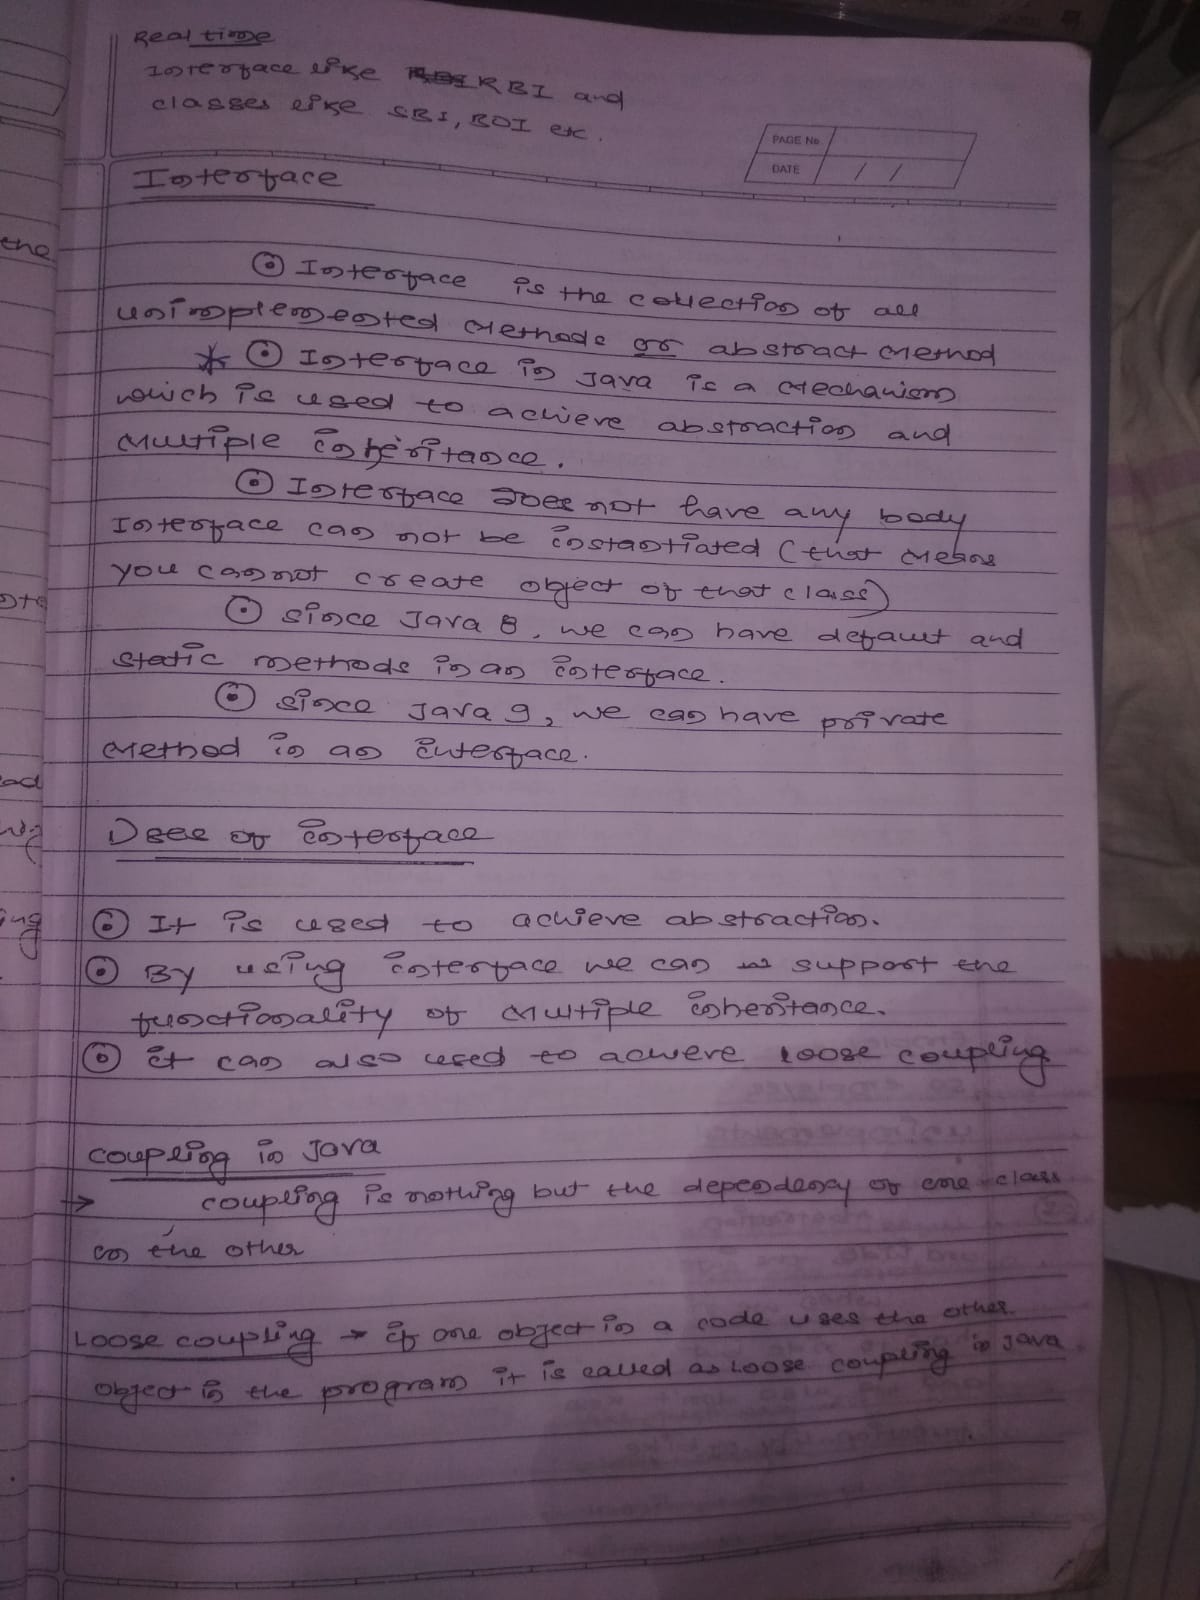 Real time
Interface like RBI and
classes like SBI, BOI etc.
PAGE No.
DATE / /
Interface
the
⊙ Interface is the collection of all
unimplemented methods or abstract method
* ⊙ Interface in Java is a mechanism
which is used to achieve abstraction and
multiple inheritance.
⊙ Interface does not have any body
Interface can not be instantiated (that means
you cannot create object of that class)
⊙ since Java 8, we can have default and
static methods in an interface.
⊙ since Java 9, we can have private
method in an interface.
Uses of interface
⊙ It is used to achieve abstraction.
ing
⊙ By using interface we can support the
functionality of multiple inheritance.
⊙ it can also used to achieve loose coupling
coupling in Java
→ coupling is nothing but the dependency of one class
on the other
Loose coupling → if one object in a code uses the other
object in the program it is called as Loose coupling in Java